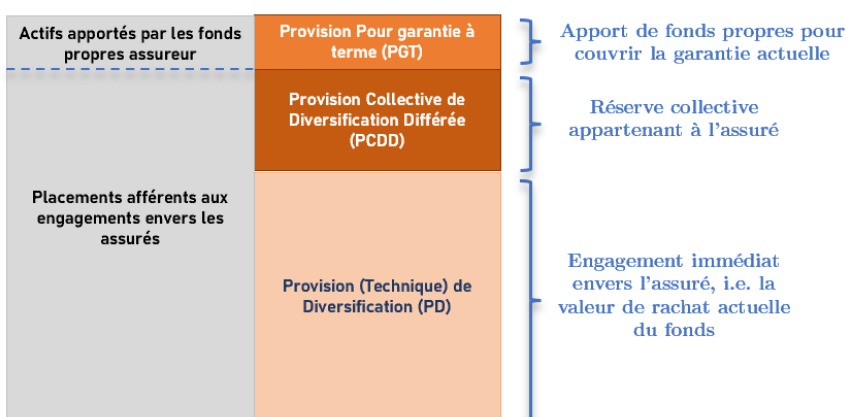 Actifs apportés par les fonds
propres assureur
Provision Pour garantie à
terme (PGT)
Apport de fonds propres pour
couvrir la garantie actuelle
Provision Collective de
Diversification Différée
(PCDD)
Réserve collective
appartenant à l'assuré
Placements afférents aux
engagements envers les
assurés
Provision (Technique) de
Diversification (PD)
Engagement immédiat
envers l'assuré, i.e. la
valeur de rachat actuelle
du fonds